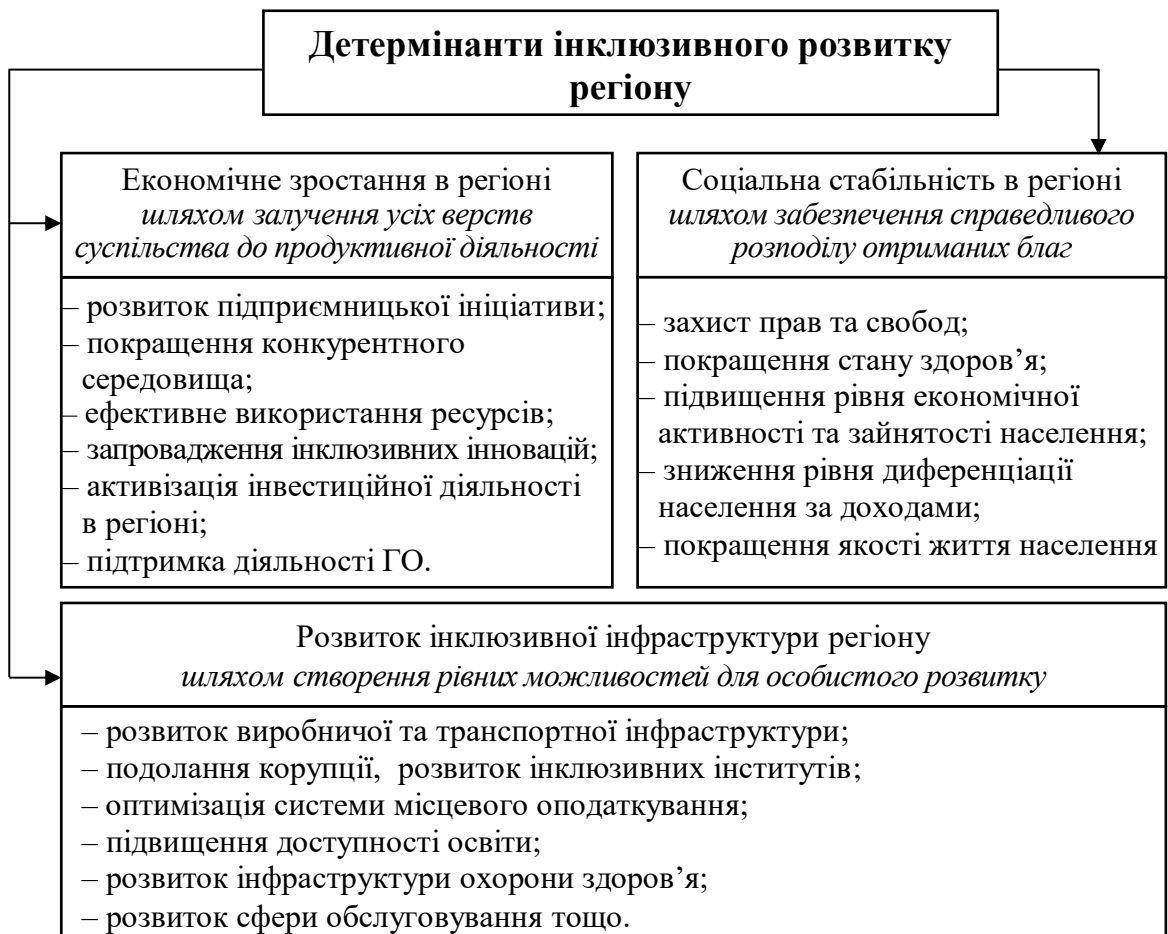 Детермінанти інклюзивного розвитку
регіону
Економічне зростання в регіоні
шляхом залучення усіх верств
суспільства до продуктивної діяльності
– розвиток підприємницької ініціативи;
– покращення конкурентного
середовища;
– ефективне використання ресурсів;
– запровадження інклюзивних інновацій;
– активізація інвестиційної діяльності
в регіоні;
– підтримка діяльності ГО.
Соціальна стабільність в регіоні
шляхом забезпечення справедливого
розподілу отриманих благ
– захист прав та свобод;
– покращення стану здоров’я;
– підвищення рівня економічної
активності та зайнятості населення;
– зниження рівня диференціації
населення за доходами;
– покращення якості життя населення
Розвиток інклюзивної інфраструктури регіону
шляхом створення рівних можливостей для особистого розвитку
– розвиток виробничої та транспортної інфраструктури;
– подолання корупції, розвиток інклюзивних інститутів;
– оптимізація системи місцевого оподаткування;
– підвищення доступності освіти;
– розвиток інфраструктури охорони здоров’я;
– розвиток сфери обслуговування тощо.